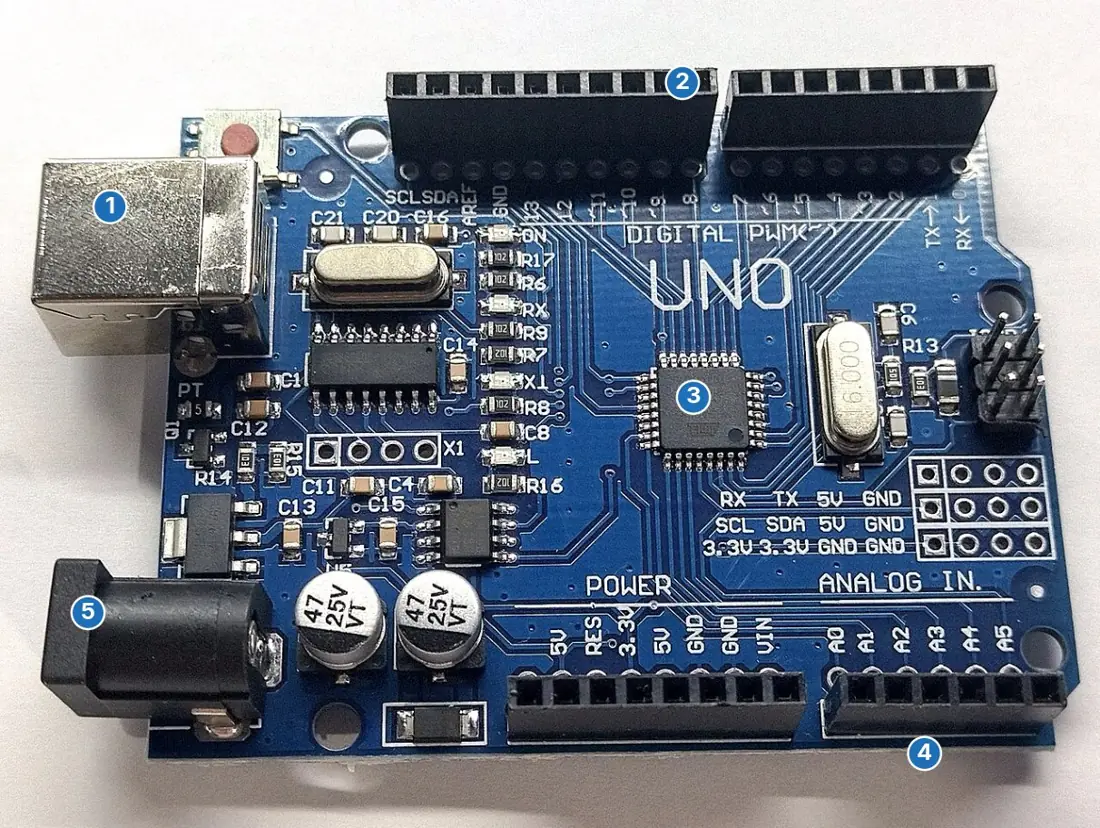 2
1
SCL SDA AREF GND 13 12 11 10 9 8 7 6 5 4 3 2 TX→1 RX←0
C21 C20 C16 ON
DIGITAL PWM(~)
R17
UNO
R6
RX
C6
R9
R13
C14
R7
000.91
PT
C1
TX
3
R8
C12
C8
X1
R15
L
R14
C11 C4 R16
RX TX 5V GND
C13 C15
SCL SDA 5V GND
3.3V 3.3V GND GND
POWER
ANALOG IN.
47
25V
VT
47
25V
VT
5
5V RES 3.3V 5V GND GND VIN
A0 A1 A2 A3 A4 A5
4